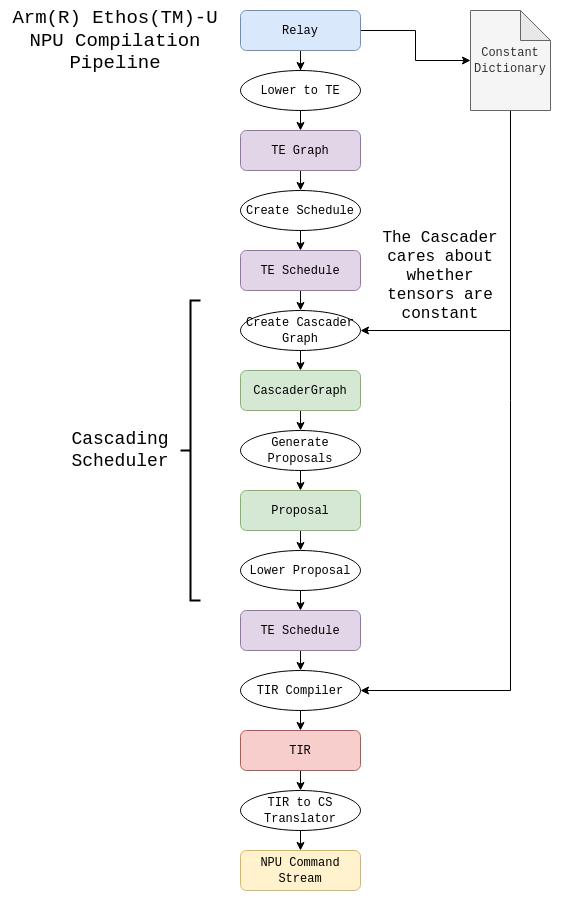 Arm(R) Ethos(TM)-U
NPU Compilation
Pipeline
Relay
Constant
Dictionary
Lower to TE
TE Graph
Create Schedule
The Cascader
cares about
whether
tensors are
constant
TE Schedule
Create Cascader
Graph
CascaderGraph
Cascading
Scheduler
Generate
Proposals
Proposal
Lower Proposal
TE Schedule
TIR Compiler
TIR
TIR to CS
Translator
NPU Command
Stream